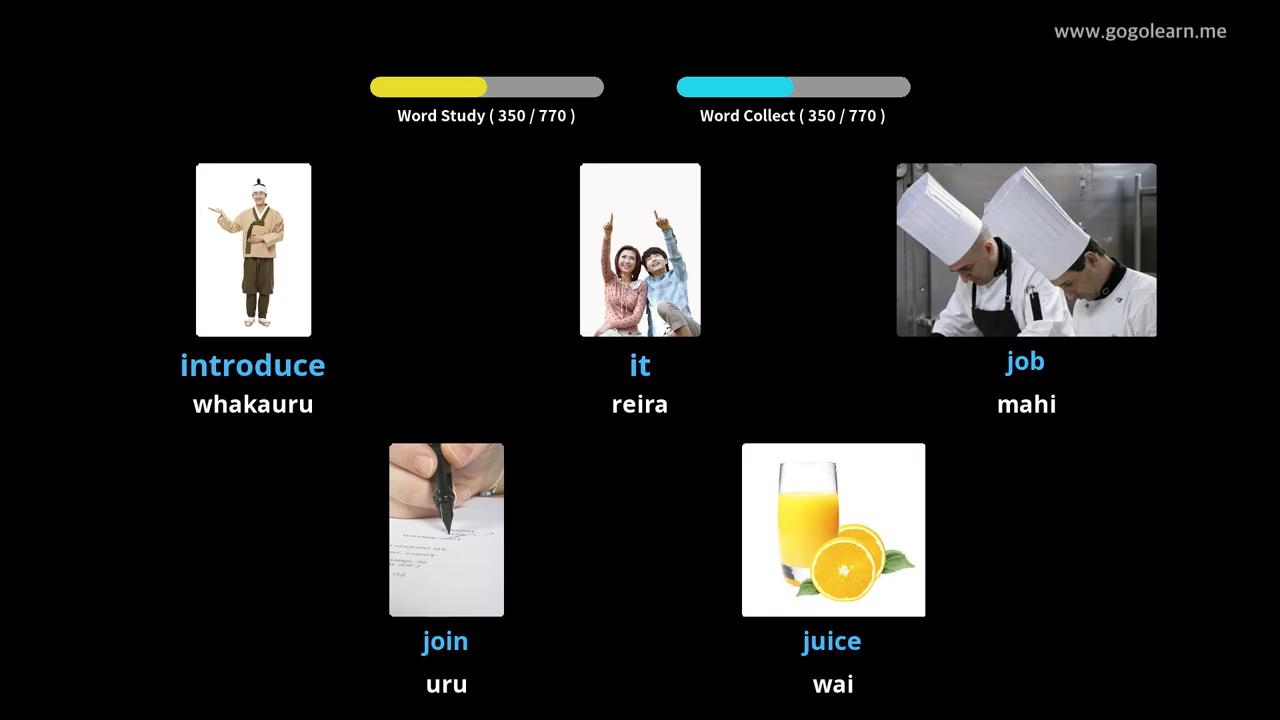 www.gogolearn.me
Word Study ( 350 / 770 )
Word Collect ( 350 / 770 )
introduce
whakauru
it
reira
job
mahi
join
uru
juice
wai